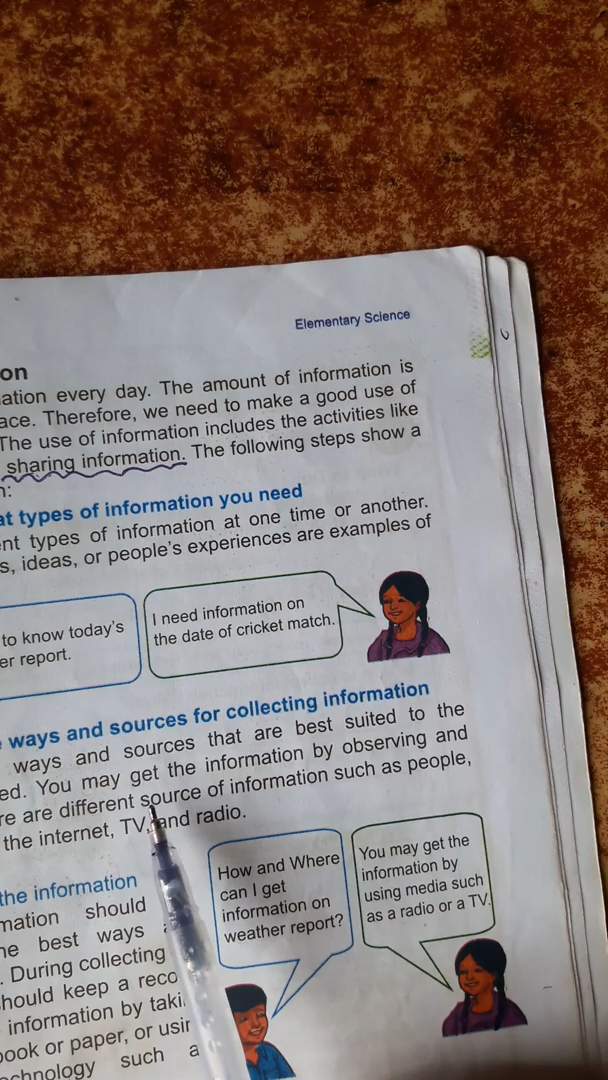 Elementary Science
on
ation every day. The amount of information is
ace. Therefore, we need to make a good use of
The use of information includes the activities like
sharing information. The following steps show a
n:
at types of information you need
nt types of information at one time or another.
s, ideas, or people's experiences are examples of
to know today's
er report.
I need information on
the date of cricket match.
ways and sources for collecting information
ways and sources that are best suited to the
ed. You may get the information by observing and
re are different source of information such as people,
the internet, TV, and radio.
the information
mation should
he best ways
. During collecting
should keep a reco
information by taki
book or paper, or usin
echnology such a
How and Where
can I get
information on
weather report?
You may get the
information by
using media such
as a radio or a TV.